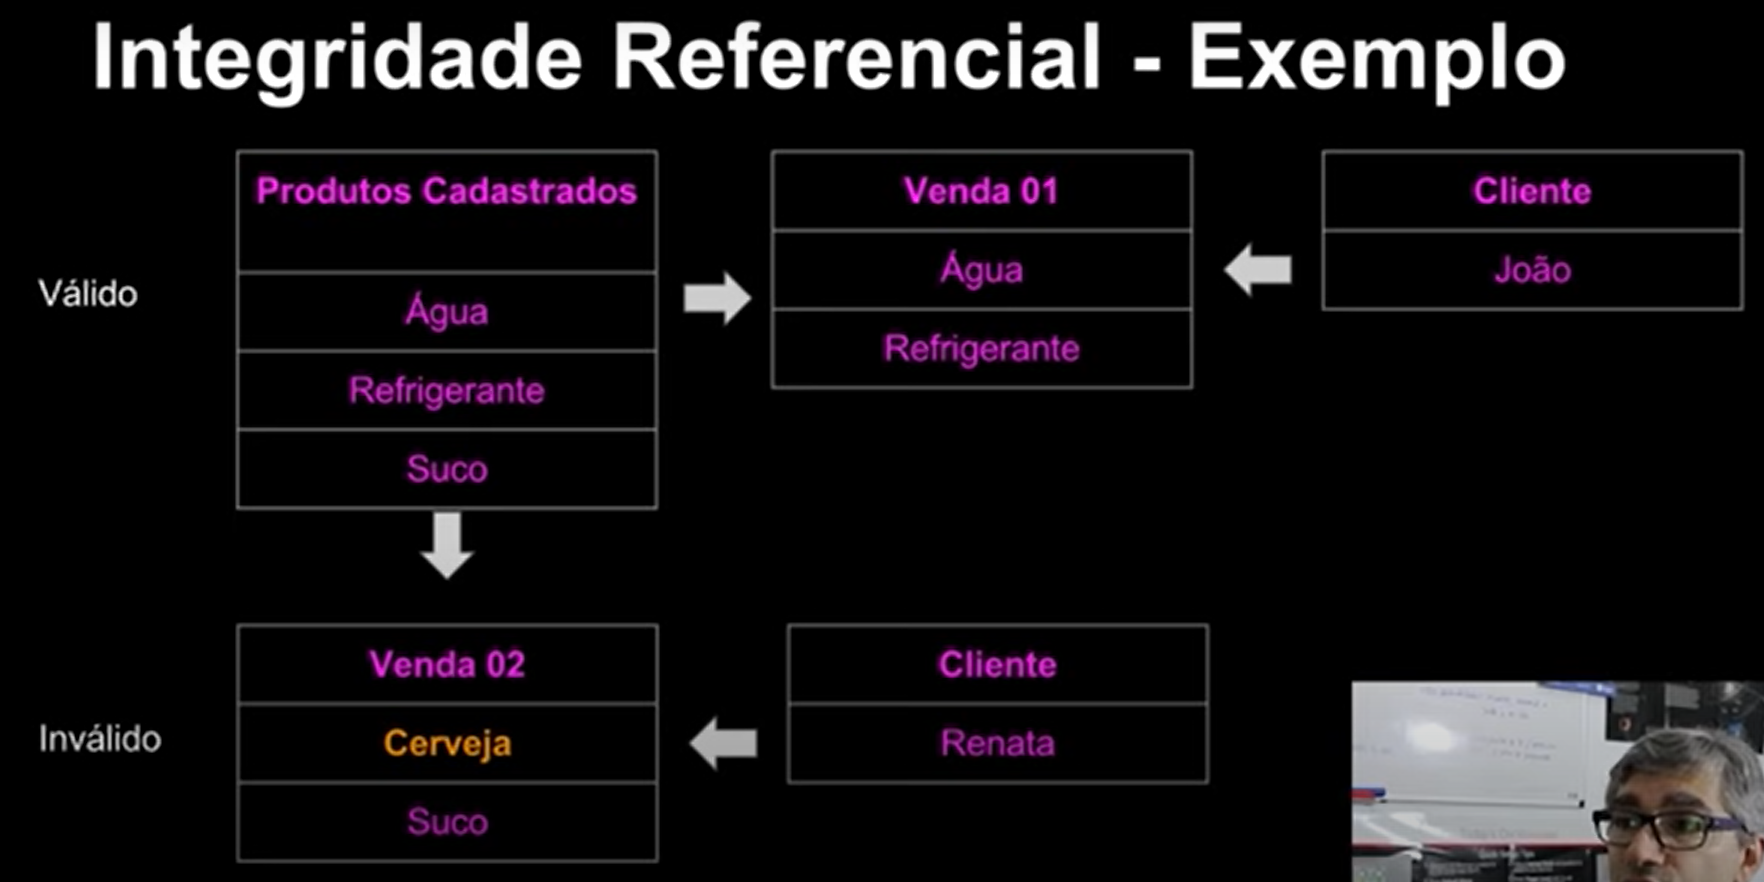 Integridade Referencial - Exemplo
Produtos Cadastrados
Venda 01
Cliente
Válido
Água
Água
João
Refrigerante
Refrigerante
Suco
Venda 02
Cliente
Inválido
Cerveja
Renata
Suco